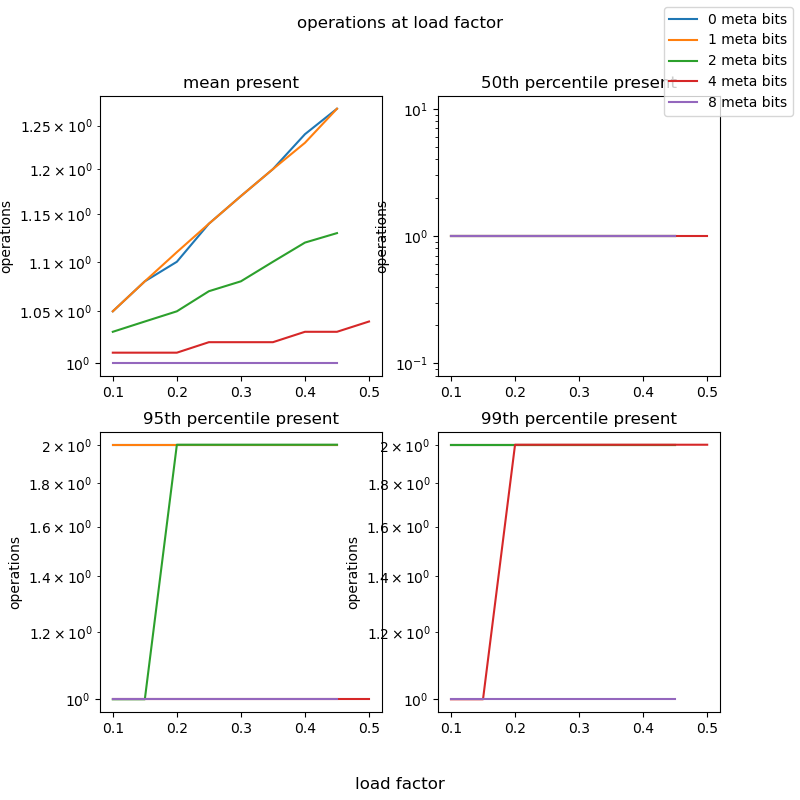 operations at load factor
0 meta bits
1 meta bits
2 meta bits
4 meta bits
8 meta bits
mean present
operations
1.25 × 10⁰
1.2 × 10⁰
1.15 × 10⁰
1.1 × 10⁰
1.05 × 10⁰
10⁰
0.1 0.2 0.3 0.4 0.5
50th percentile present
operations
10¹
10⁰
10⁻¹
0.1 0.2 0.3 0.4 0.5
95th percentile present
operations
2 × 10⁰
1.8 × 10⁰
1.6 × 10⁰
1.4 × 10⁰
1.2 × 10⁰
10⁰
0.1 0.2 0.3 0.4 0.5
99th percentile present
operations
2 × 10⁰
1.8 × 10⁰
1.6 × 10⁰
1.4 × 10⁰
1.2 × 10⁰
10⁰
0.1 0.2 0.3 0.4 0.5
load factor